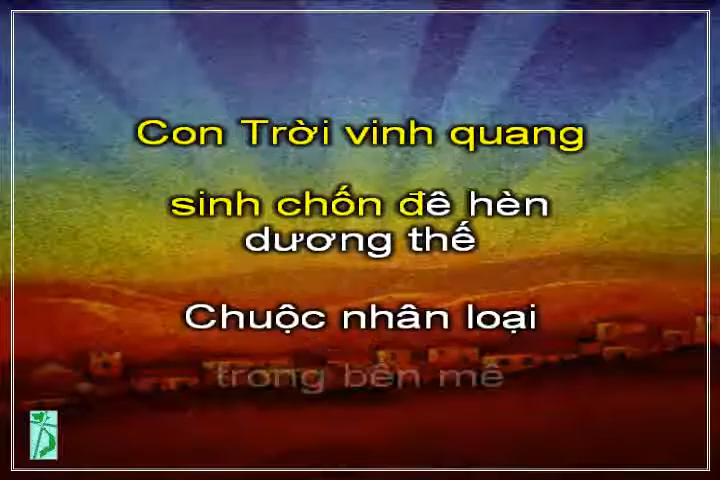 Con Trời vinh quang
sinh chốn đê hèn
dương thế
Chuộc nhân loại
trong bến mê